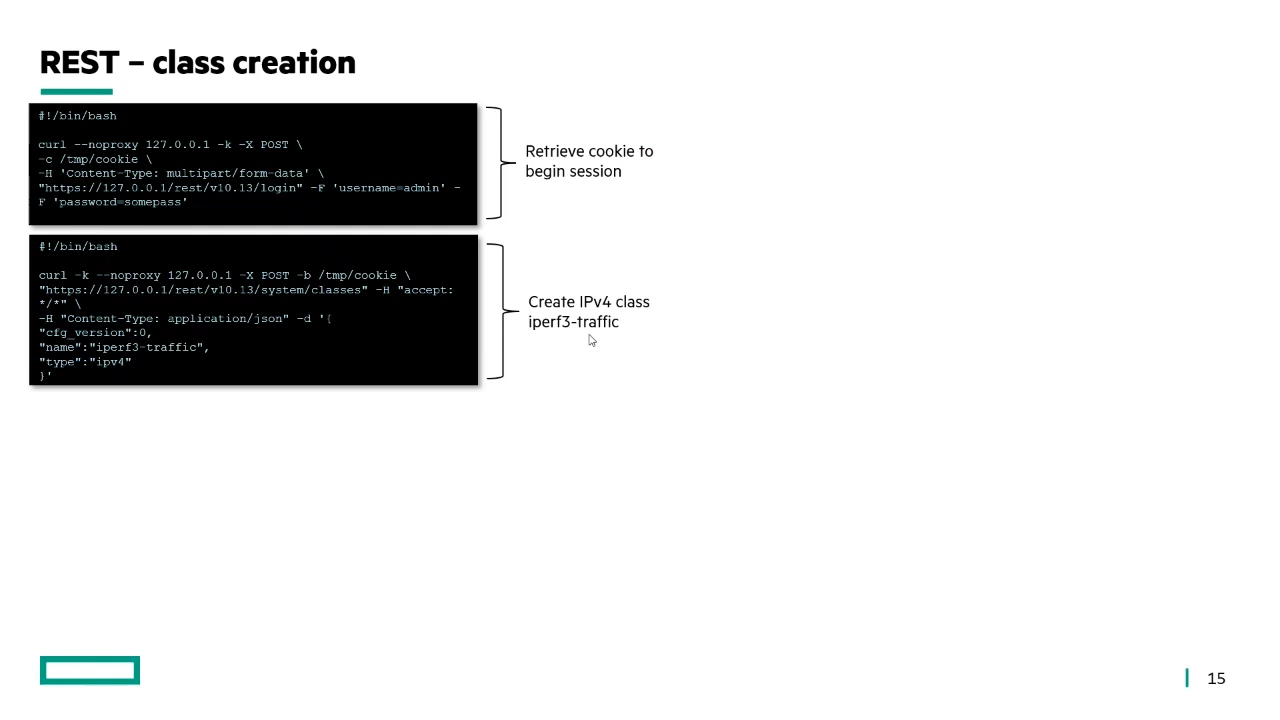 REST – class creation
#!/bin/bash
curl --noproxy 127.0.0.1 -k -X POST \
-c /tmp/cookie \
-H 'Content-Type: multipart/form-data' \
"https://127.0.0.1/rest/v10.13/login" -F 'username=admin' -
F 'password=somepass'
Retrieve cookie to
begin session
#!/bin/bash
curl -k --noproxy 127.0.0.1 -X POST -b /tmp/cookie \
"https://127.0.0.1/rest/v10.13/system/classes" -H "accept:
*/*" \
-H "Content-Type: application/json" -d '{
"cfg_version":0,
"name":"iperf3-traffic",
"type":"ipv4"
}'
Create IPv4 class
iperf3-traffic
15